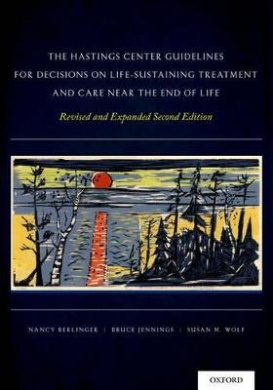 THE HASTINGS CENTER GUIDELINES
FOR DECISIONS ON LIFE-SUSTAINING TREATMENT
AND CARE NEAR THE END OF LIFE
Revised and Expanded Second Edition
NANCY BERLINGER | BRUCE JENNINGS | SUSAN M. WOLF
OXFORD